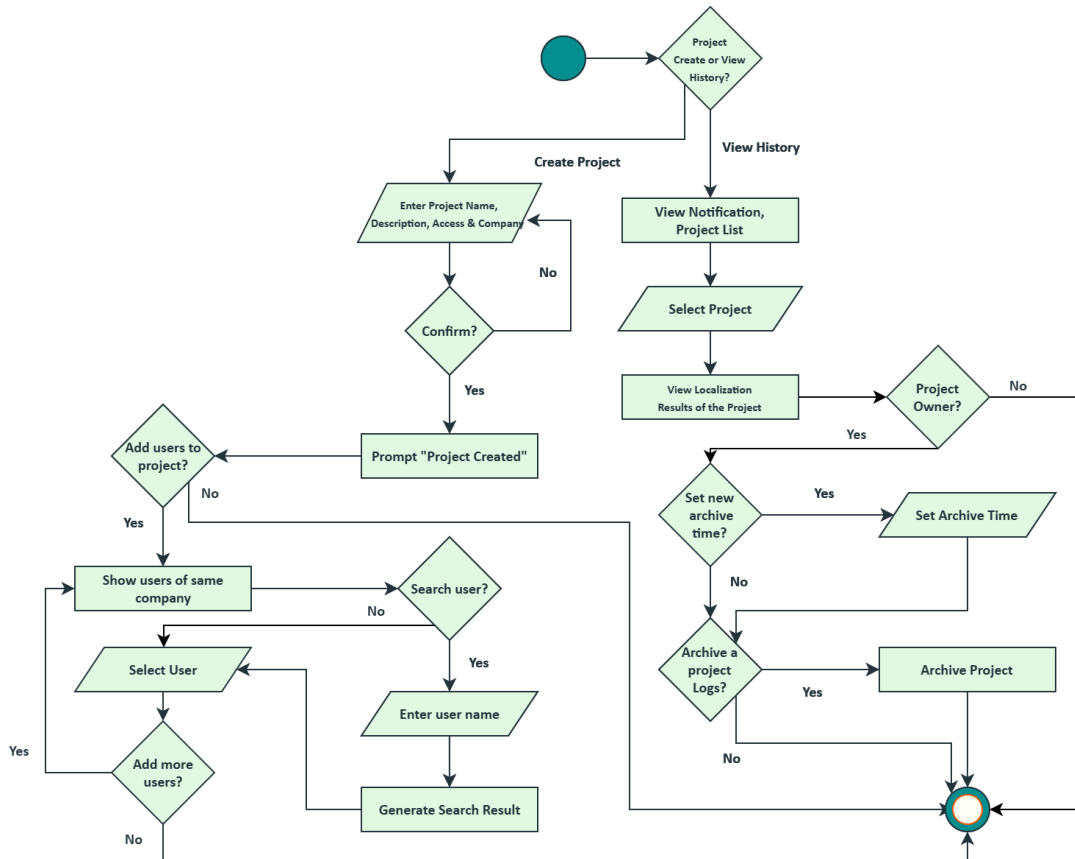 Project
Create or View
History?
Create Project
View History
Enter Project Name,
Description, Access & Company
No
Confirm?
Yes
Prompt "Project Created"
View Notification,
Project List
Select Project
View Localization
Results of the Project
Project
Owner?
No
Yes
Set new
archive
time?
Yes
Set Archive Time
No
Archive a
project
Logs?
Yes
Archive Project
No
Add users to
project?
No
Yes
Show users of same
company
Search user?
No
Yes
Select User
Enter user name
Generate Search Result
Add more
users?
Yes
No